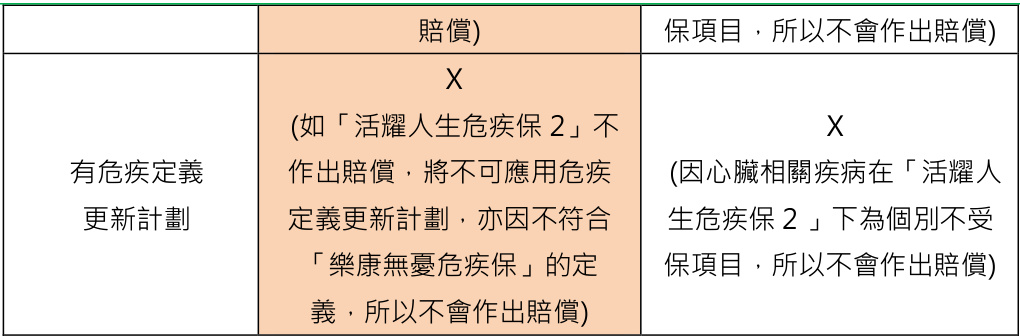 賠償)
保項目，所以不會作出賠償)
有危疾定義
更新計劃
X
(如「活耀人生危疾保 2」不
作出賠償，將不可應用危疾
定義更新計劃，亦因不符合
「樂康無憂危疾保」的定
義，所以不會作出賠償)
X
(因心臟相關疾病在「活耀人
生危疾保 2 」下為個別不受
保項目，所以不會作出賠償)